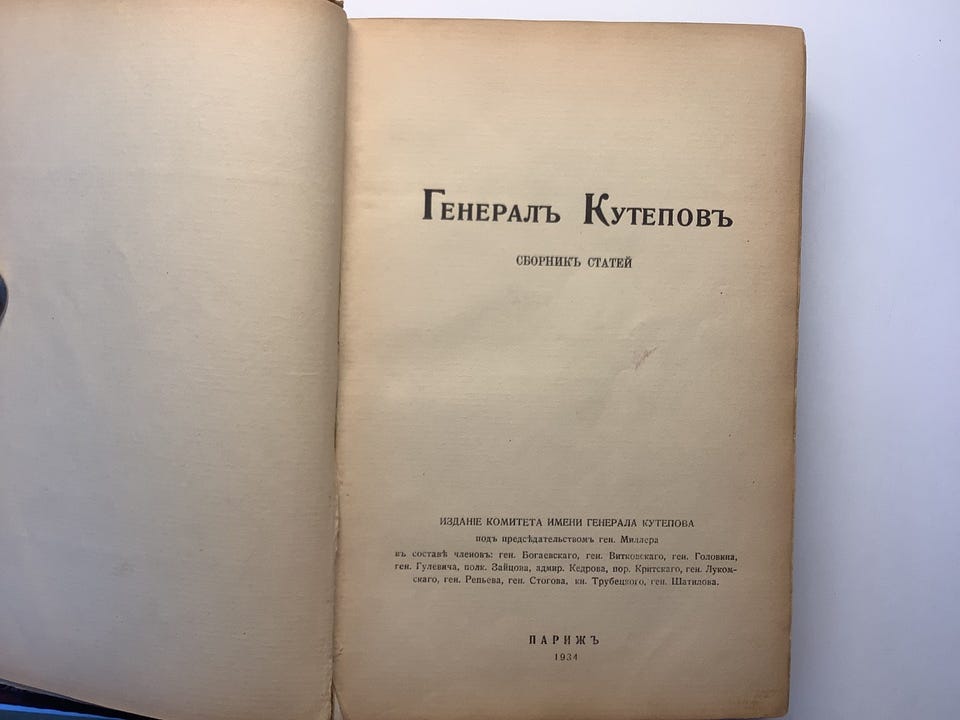 Генералъ Кутеповъ
СБОРНИКЪ СТАТЕЙ
ИЗДАНІЕ КОМИТЕТА ИМЕНИ ГЕНЕРАЛА КУТЕПОВА
подъ предсѣдательствомъ ген. Миллера
въ составѣ членовъ: ген. Богаевскаго, ген. Витковскаго, ген. Головина,
ген. Гулевича, полк. Зайцова, адмир. Кедрова, пор. Критскаго, ген. Луком-
скаго, ген. Репьева, ген. Стогова, кн. Трубецкого, ген. Шатилова.
ПАРИЖЪ
1934